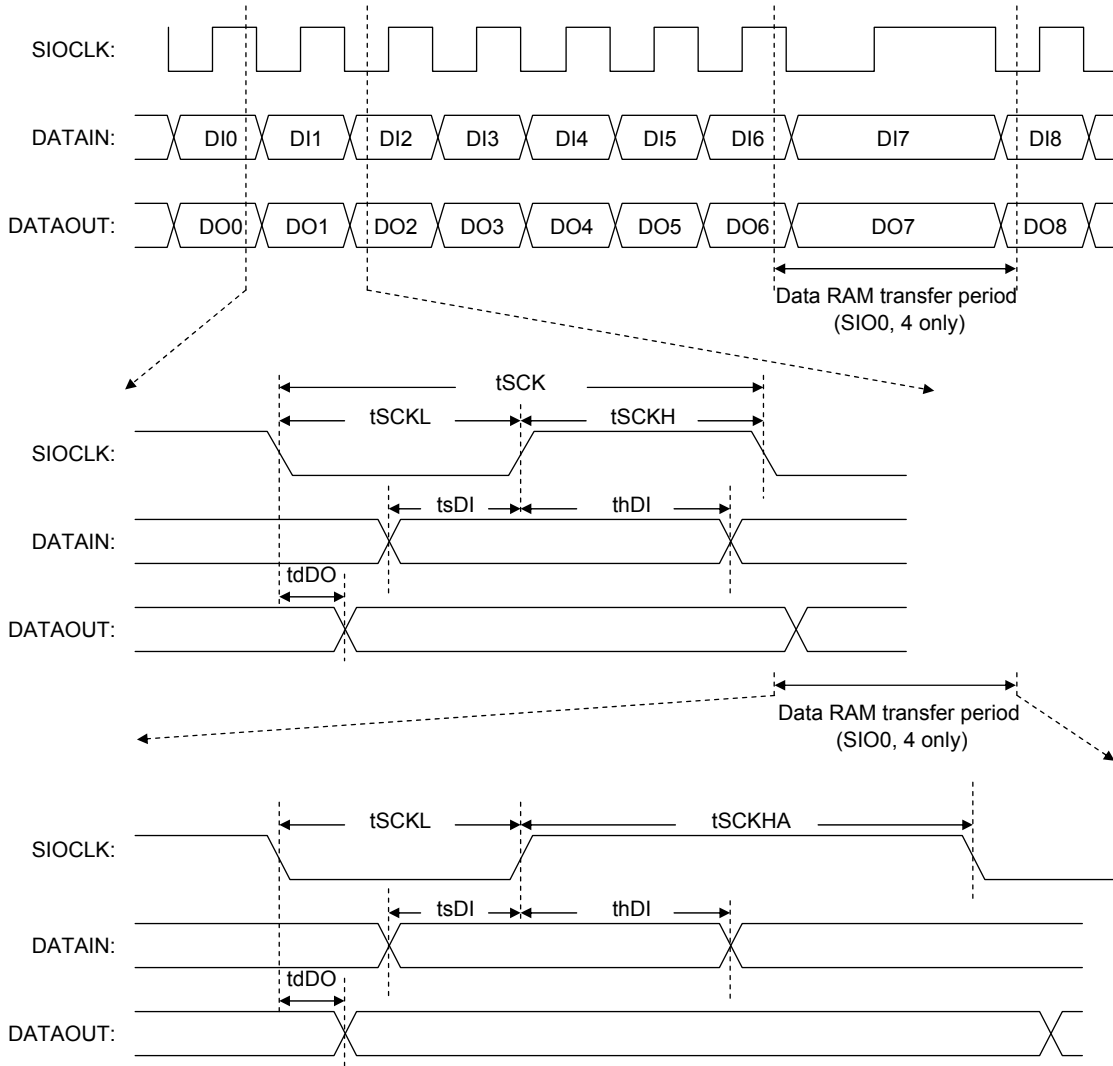 SIOCLK:
DATAIN: DI0 DI1 DI2 DI3 DI4 DI5 DI6 DI7 DI8
DATAOUT: DO0 DO1 DO2 DO3 DO4 DO5 DO6 DO7 DO8
Data RAM transfer period
(SIO0, 4 only)
tSCK
tSCKL tSCKH
SIOCLK:
tsDI thDI
DATAIN:
tdDO
DATAOUT:
Data RAM transfer period
(SIO0, 4 only)
tSCKL tSCKHA
SIOCLK:
tsDI thDI
DATAIN:
tdDO
DATAOUT: